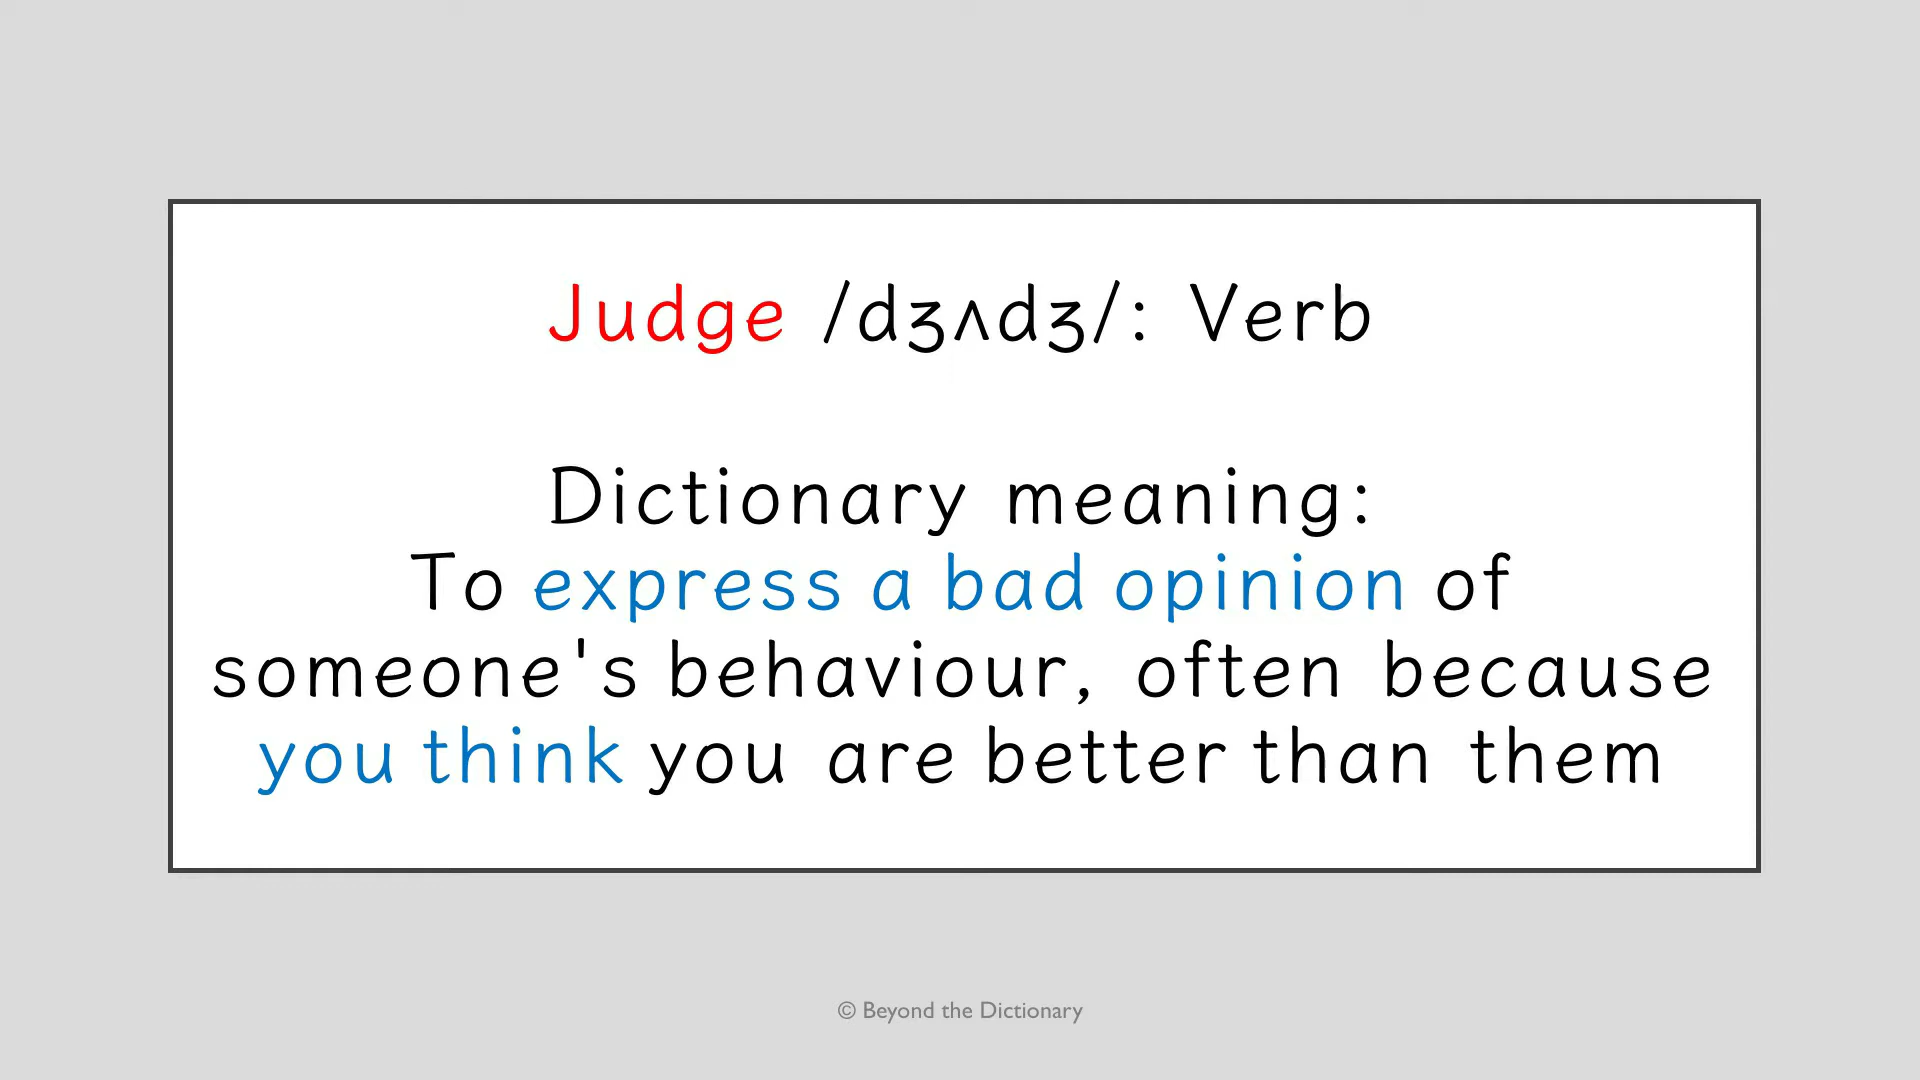 Judge /dʒʌdʒ/: Verb
Dictionary meaning:
To express a bad opinion of
someone's behaviour, often because
you think you are better than them
© Beyond the Dictionary